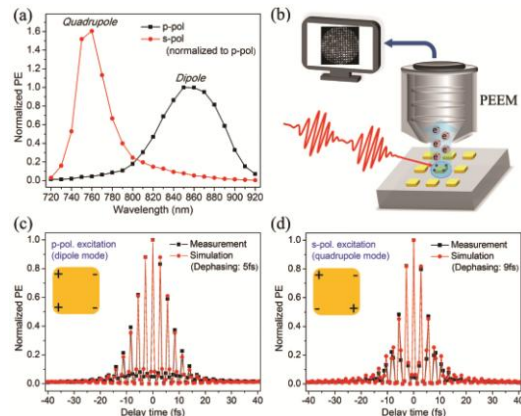 (a)
Quadrupole
p-pol
s-pol
(normalized to p-pol)
Dipole
Normalized PE
1.6
1.4
1.2
1.0
0.8
0.6
0.4
0.2
0.0
720 740 760 780 800 820 840 860 880 900 920
Wavelength (nm)
(b)
PEEM
(c)
p-pol. excitation
(dipole mode)
Measurement
Simulation
(Dephasing: 5fs)
+ -
+ -
Normalized PE
1.0
0.8
0.6
0.4
0.2
0.0
-40 -30 -20 -10 0 10 20 30 40
Delay time (fs)
(d)
s-pol. excitation
(quadrupole mode)
Measurement
Simulation
(Dephasing: 9fs)
+ -
- +
Normalized PE
1.0
0.8
0.6
0.4
0.2
0.0
-40 -30 -20 -10 0 10 20 30 40
Delay time (fs)